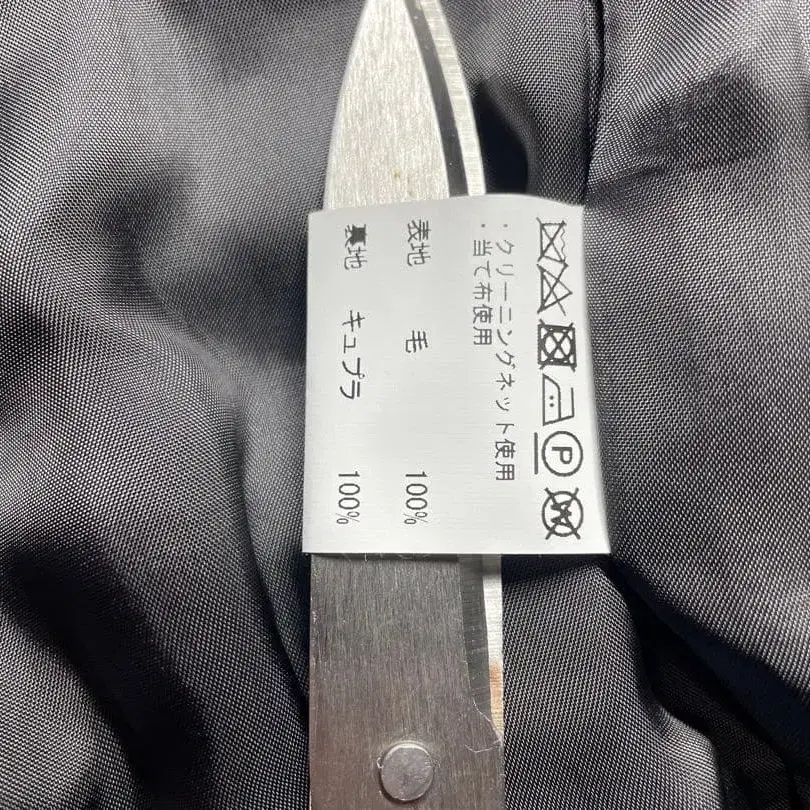 P
W
・クリーニングネット使用
・当て布使用
表地 毛 100%
裏地 キュプラ 100%